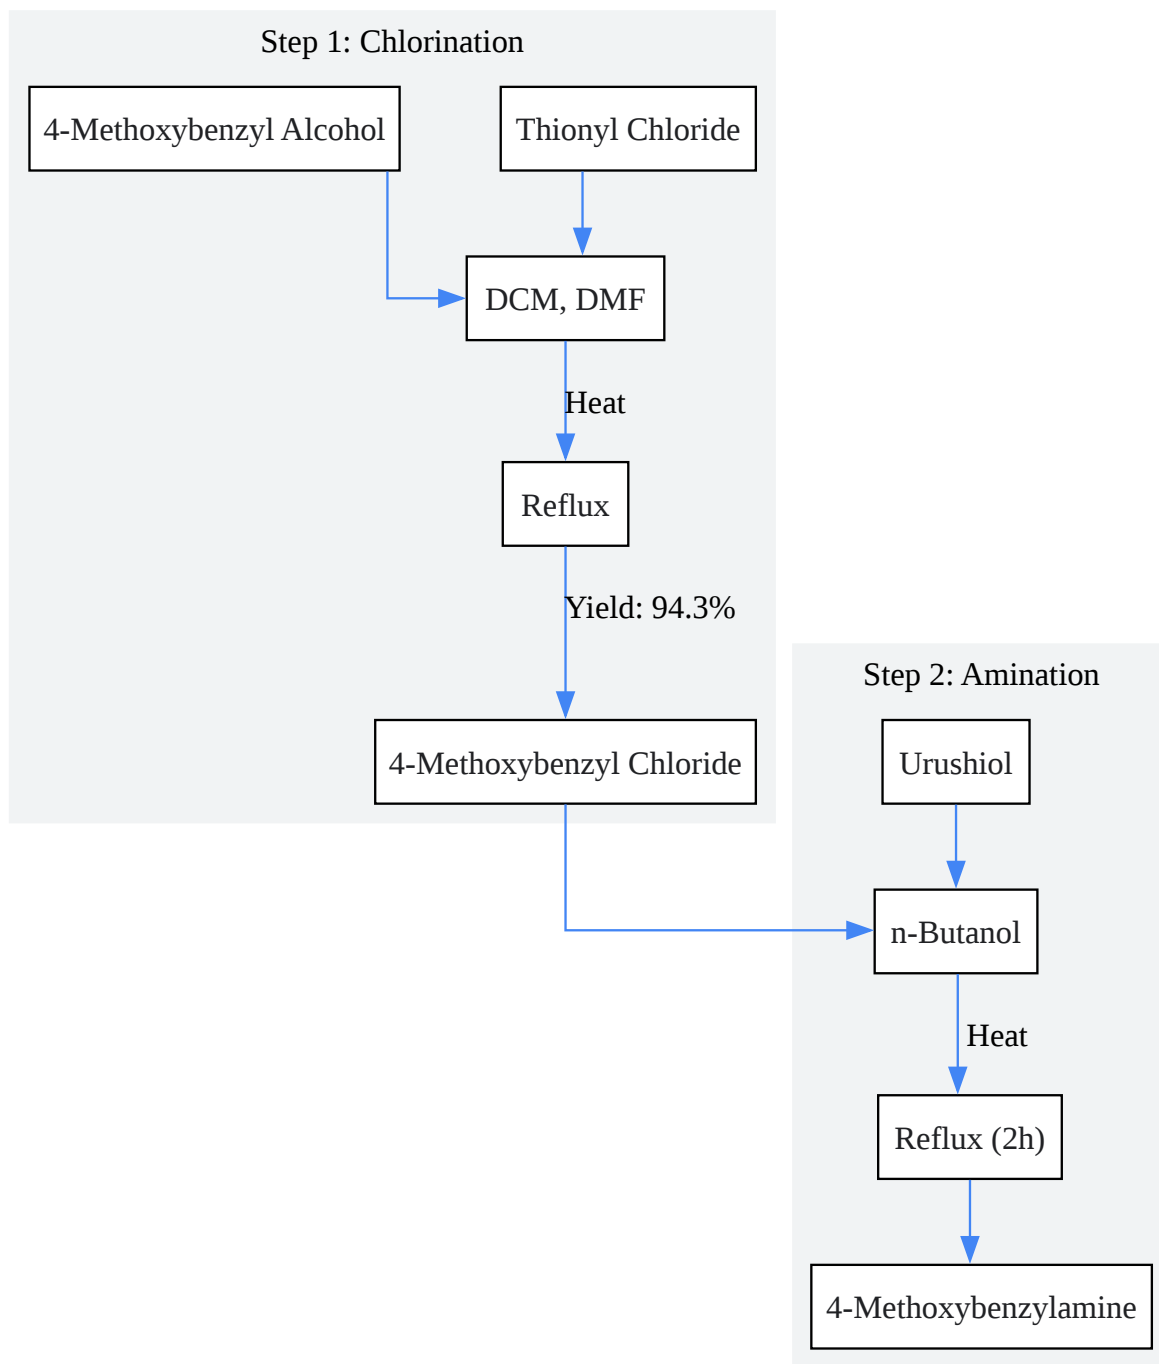 Step 1: Chlorination
4-Methoxybenzyl Alcohol
Thionyl Chloride
DCM, DMF
Heat
Reflux
Yield: 94.3%
4-Methoxybenzyl Chloride
Step 2: Amination
Urushiol
n-Butanol
Heat
Reflux (2h)
4-Methoxybenzylamine